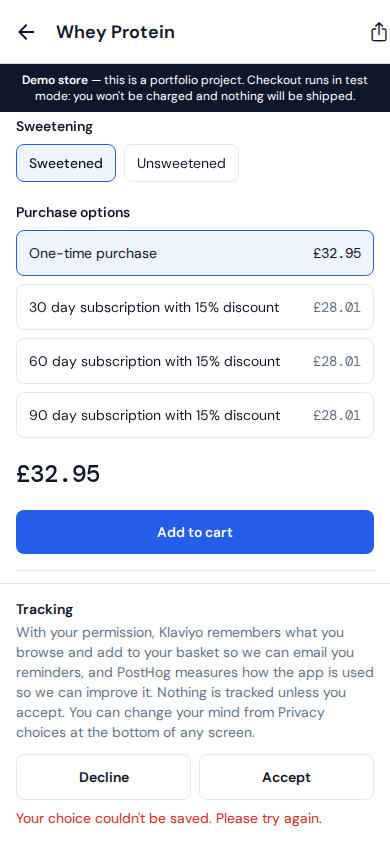 Whey Protein
Demo store — this is a portfolio project. Checkout runs in test
mode: you won't be charged and nothing will be shipped.
Sweetening
Sweetened
Unsweetened
Purchase options
One-time purchase £32.95
30 day subscription with 15% discount £28.01
60 day subscription with 15% discount £28.01
90 day subscription with 15% discount £28.01
£32.95
Add to cart
Tracking
With your permission, Klaviyo remembers what you
browse and add to your basket so we can email you
reminders, and PostHog measures how the app is used
so we can improve it. Nothing is tracked unless you
accept. You can change your mind from Privacy
choices at the bottom of any screen.
Decline
Accept
Your choice couldn't be saved. Please try again.